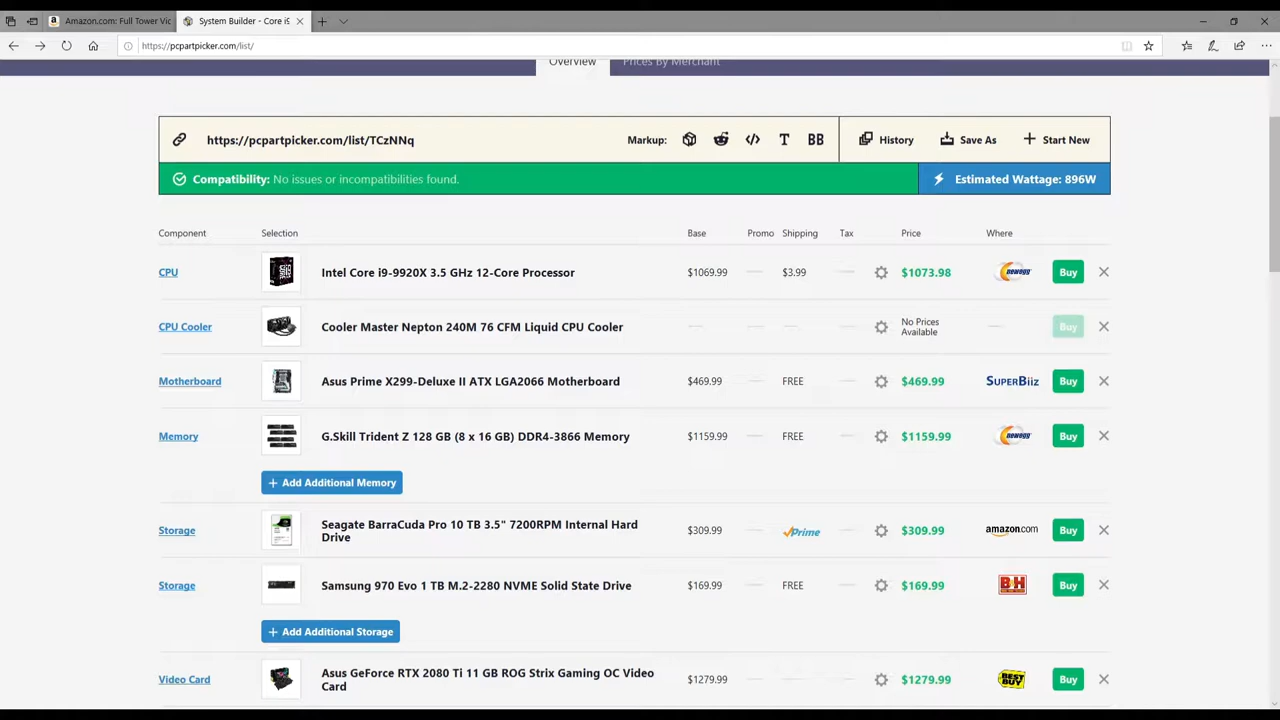 Amazon.com: Full Tower Vic
System Builder - Core i9
https://pcpartpicker.com/list/
Overview
Prices By Merchant
https://pcpartpicker.com/list/TCzNNq
Markup:
T
BB
History
Save As
Start New
Compatibility: No issues or incompatibilities found.
Estimated Wattage: 896W
Component Selection Base Promo Shipping Tax Price Where
CPU Intel Core i9-9920X 3.5 GHz 12-Core Processor $1069.99 $3.99 $1073.98 newegg Buy
CPU Cooler Cooler Master Nepton 240M 76 CFM Liquid CPU Cooler No Prices Available Buy
Motherboard Asus Prime X299-Deluxe II ATX LGA2066 Motherboard $469.99 FREE $469.99 SUPERBiiz Buy
Memory G.Skill Trident Z 128 GB (8 x 16 GB) DDR4-3866 Memory $1159.99 FREE $1159.99 newegg Buy
+ Add Additional Memory
Storage Seagate BarraCuda Pro 10 TB 3.5" 7200RPM Internal Hard Drive $309.99 Prime $309.99 amazon.com Buy
Storage Samsung 970 Evo 1 TB M.2-2280 NVME Solid State Drive $169.99 FREE $169.99 B&H Buy
+ Add Additional Storage
Video Card Asus GeForce RTX 2080 Ti 11 GB ROG Strix Gaming OC Video Card $1279.99 $1279.99 BEST BUY Buy